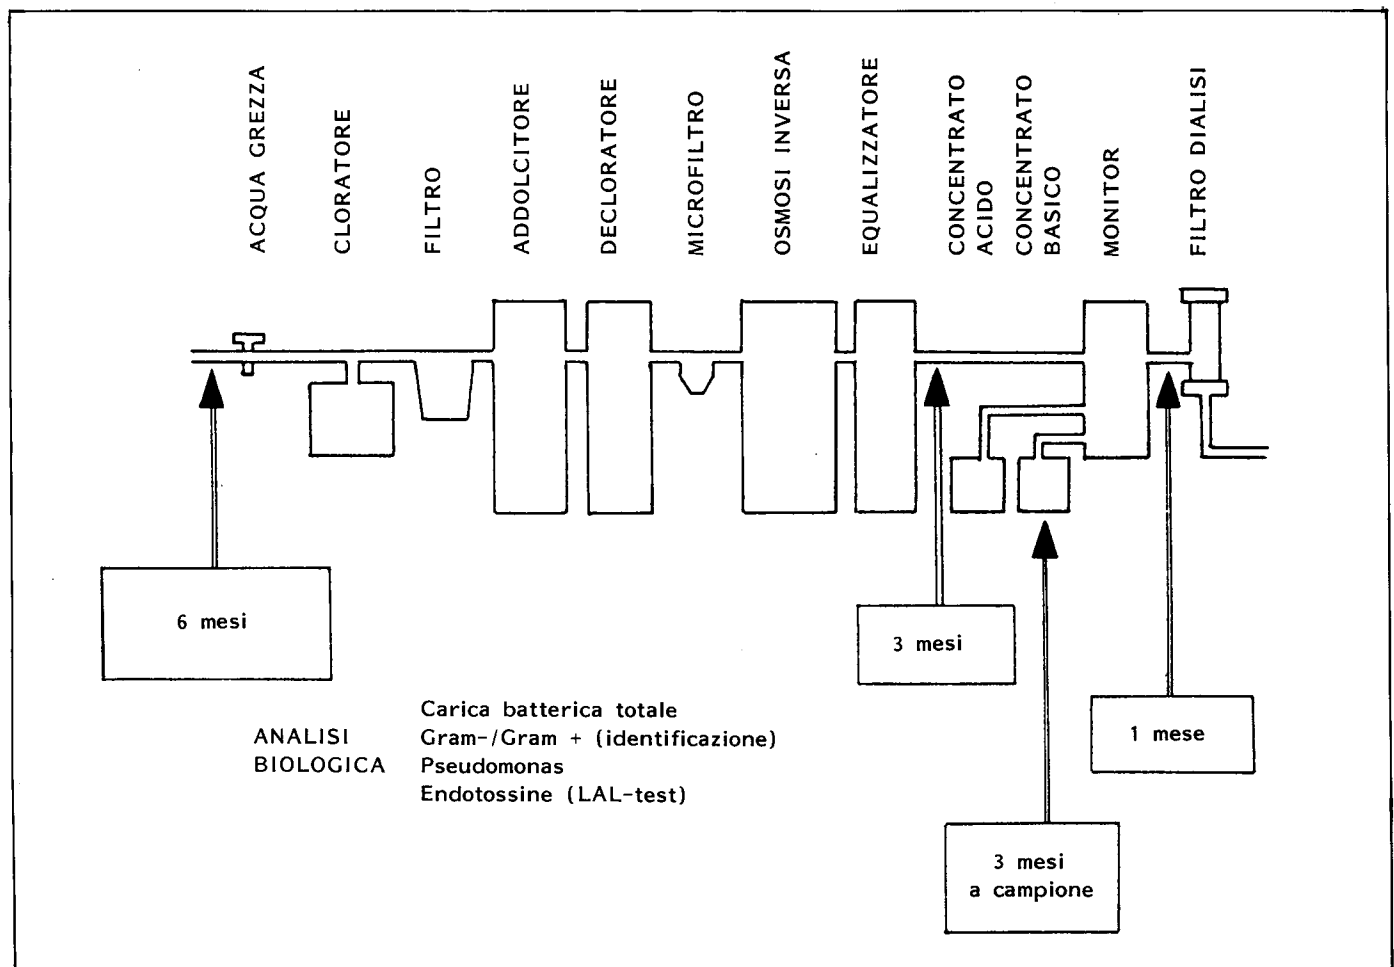 ACQUA GREZZA
CLORATORE
FILTRO
ADDOLCITORE
DECLORATORE
MICROFILTRO
OSMOSI INVERSA
EQUALIZZATORE
CONCENTRATO
ACIDO
CONCENTRATO
BASICO
MONITOR
FILTRO DIALISI
6 mesi
3 mesi
1 mese
3 mesi
a campione
Carica batterica totale
ANALISI Gram-/Gram + (identificazione)
BIOLOGICA Pseudomonas
Endotossine (LAL-test)